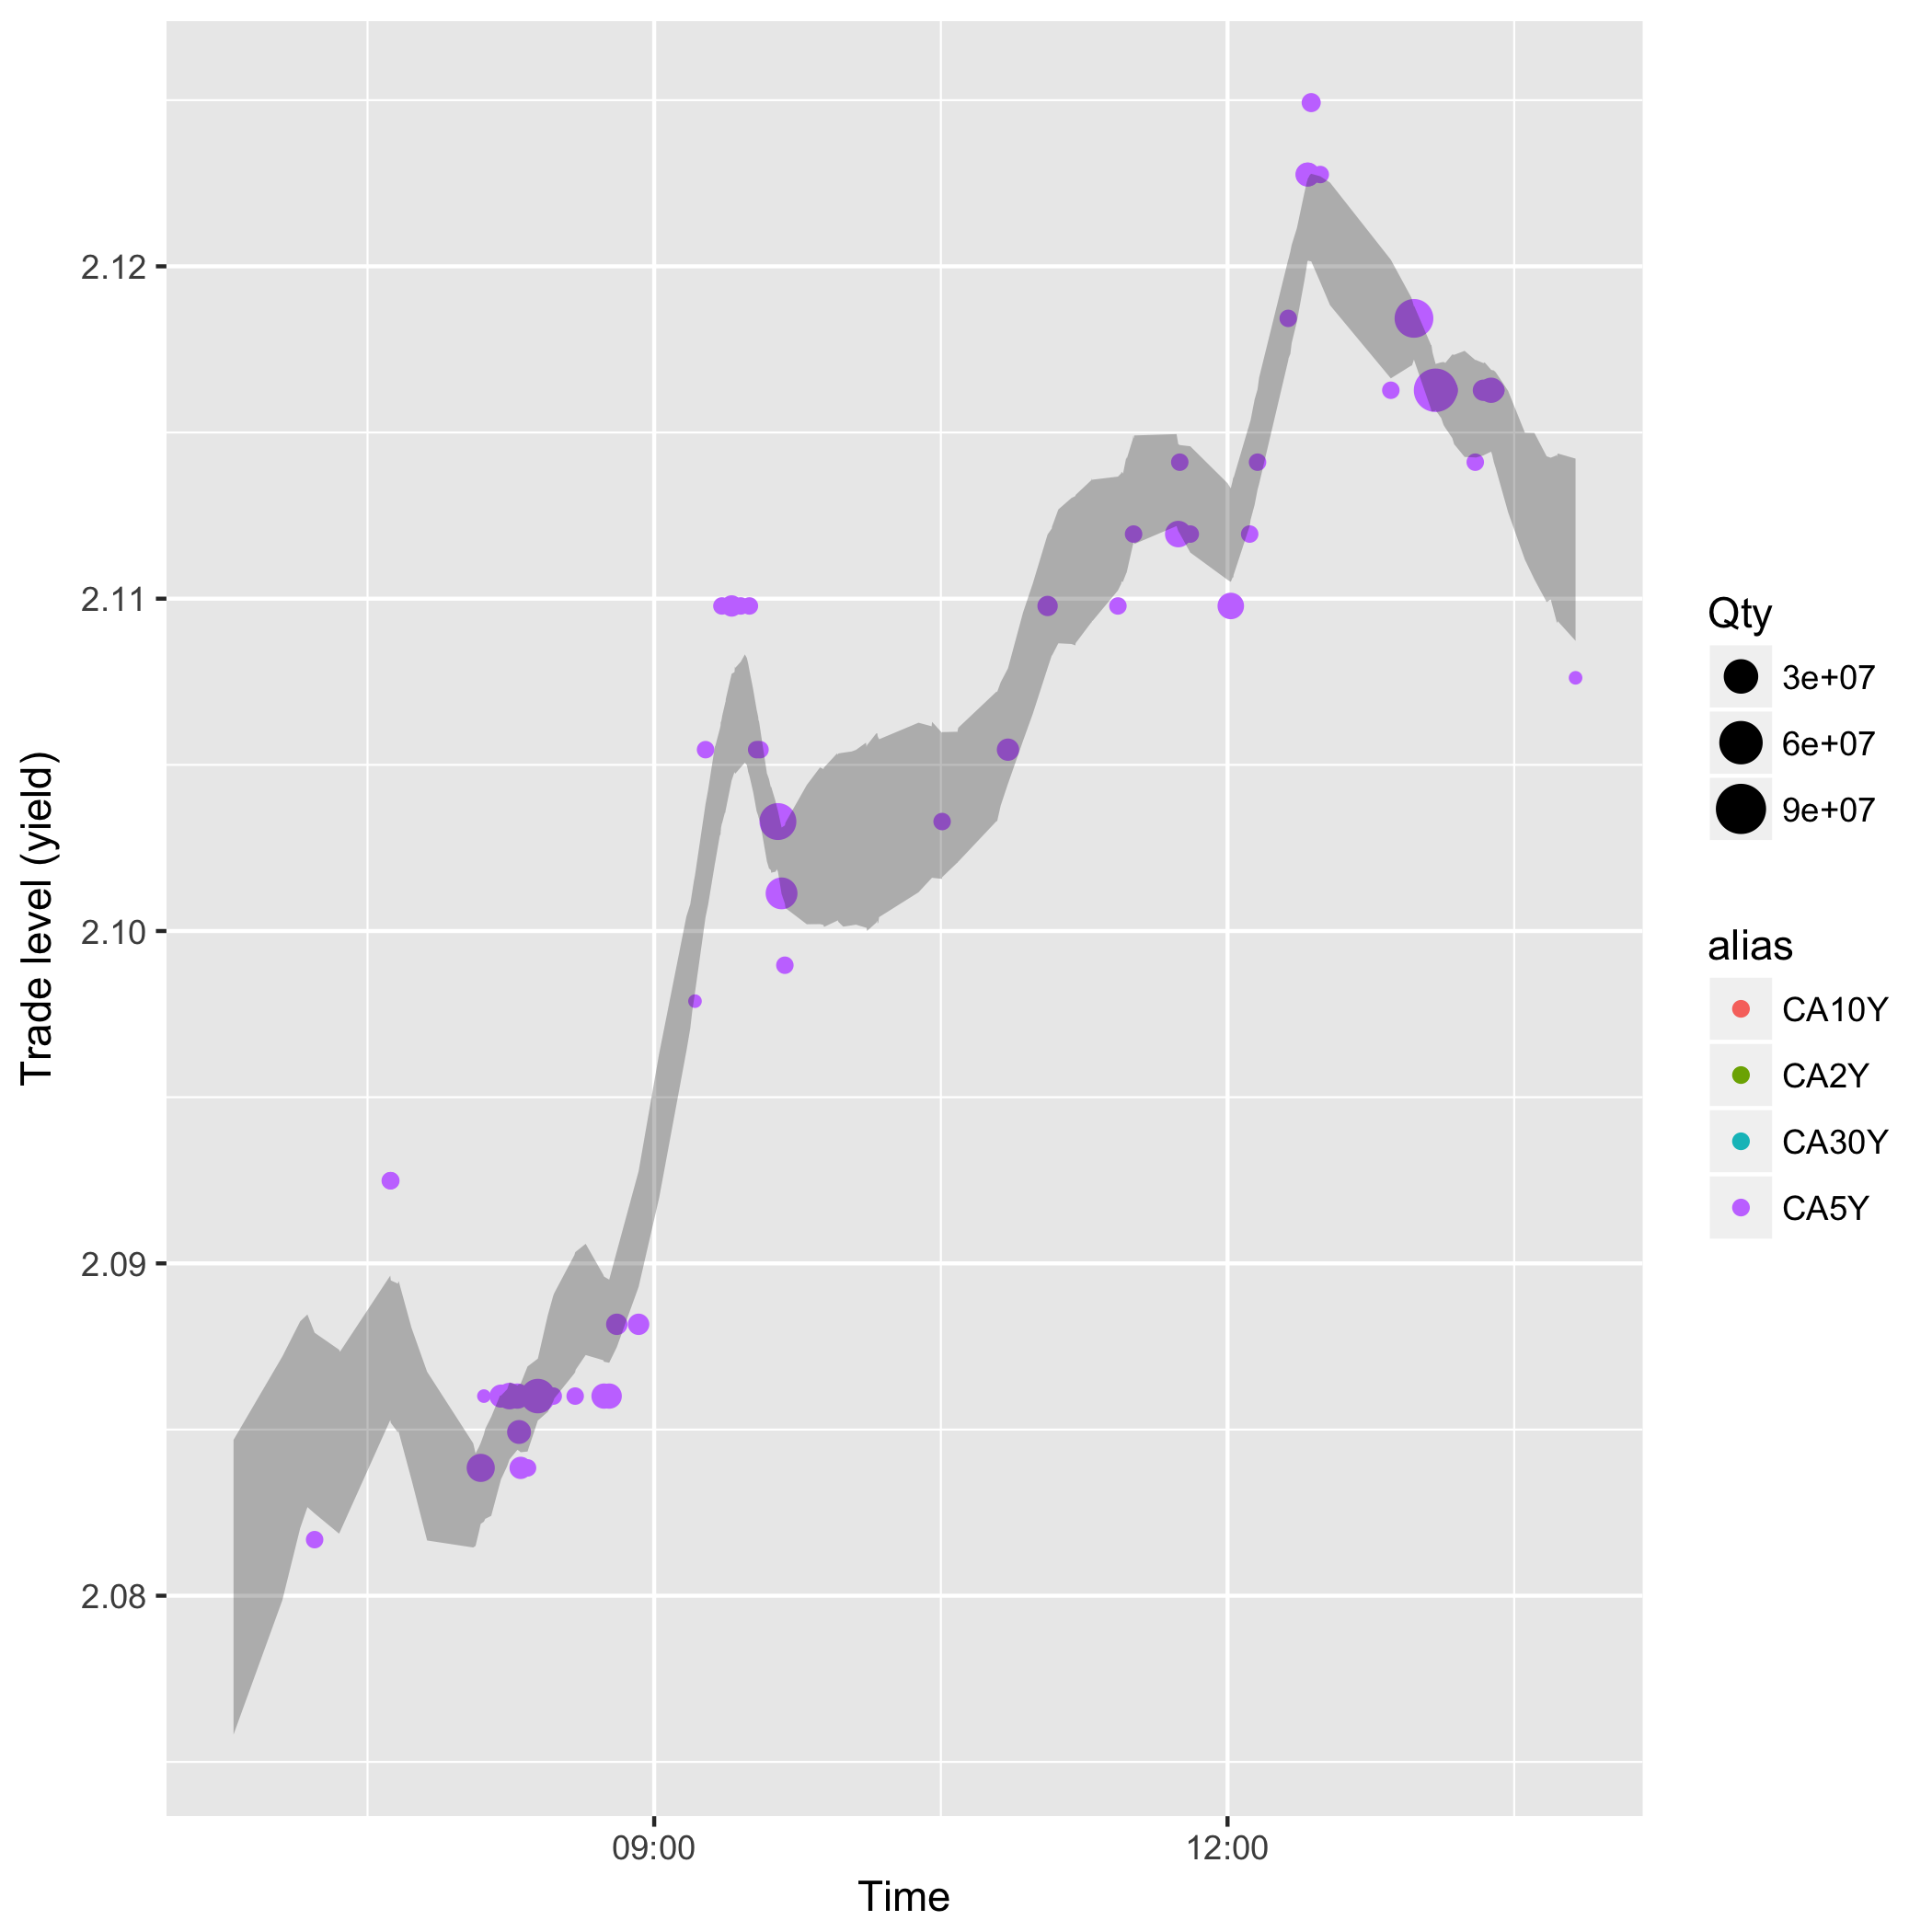 2.12
2.11
2.10
2.09
2.08
Trade level (yield)
09:00
12:00
Time
Qty
3e+07
6e+07
9e+07
alias
CA10Y
CA2Y
CA30Y
CA5Y